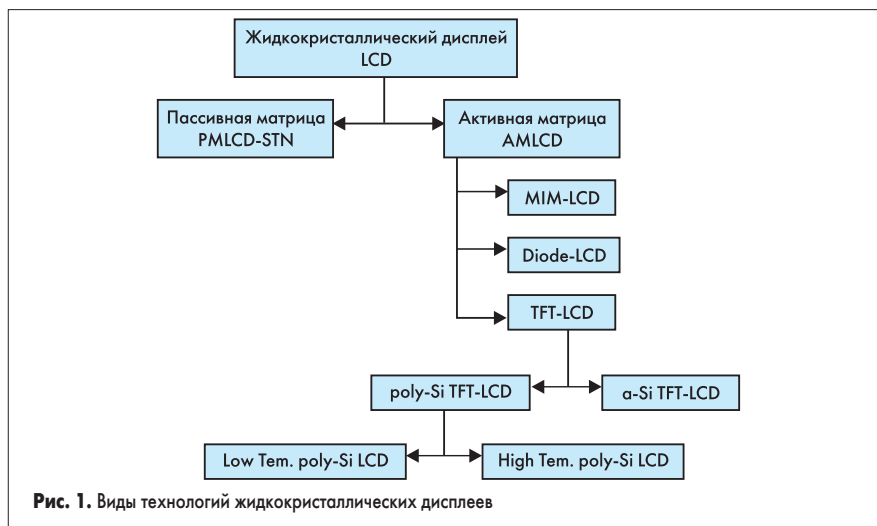 Жидкокристаллический дисплей
LCD
Пассивная матрица
PMLCD-STN
Активная матрица
AMLCD
MIM-LCD
Diode-LCD
TFT-LCD
poly-Si TFT-LCD
a-Si TFT-LCD
Low Tem. poly-Si LCD
High Tem. poly-Si LCD
Рис. 1. Виды технологий жидкокристаллических дисплеев